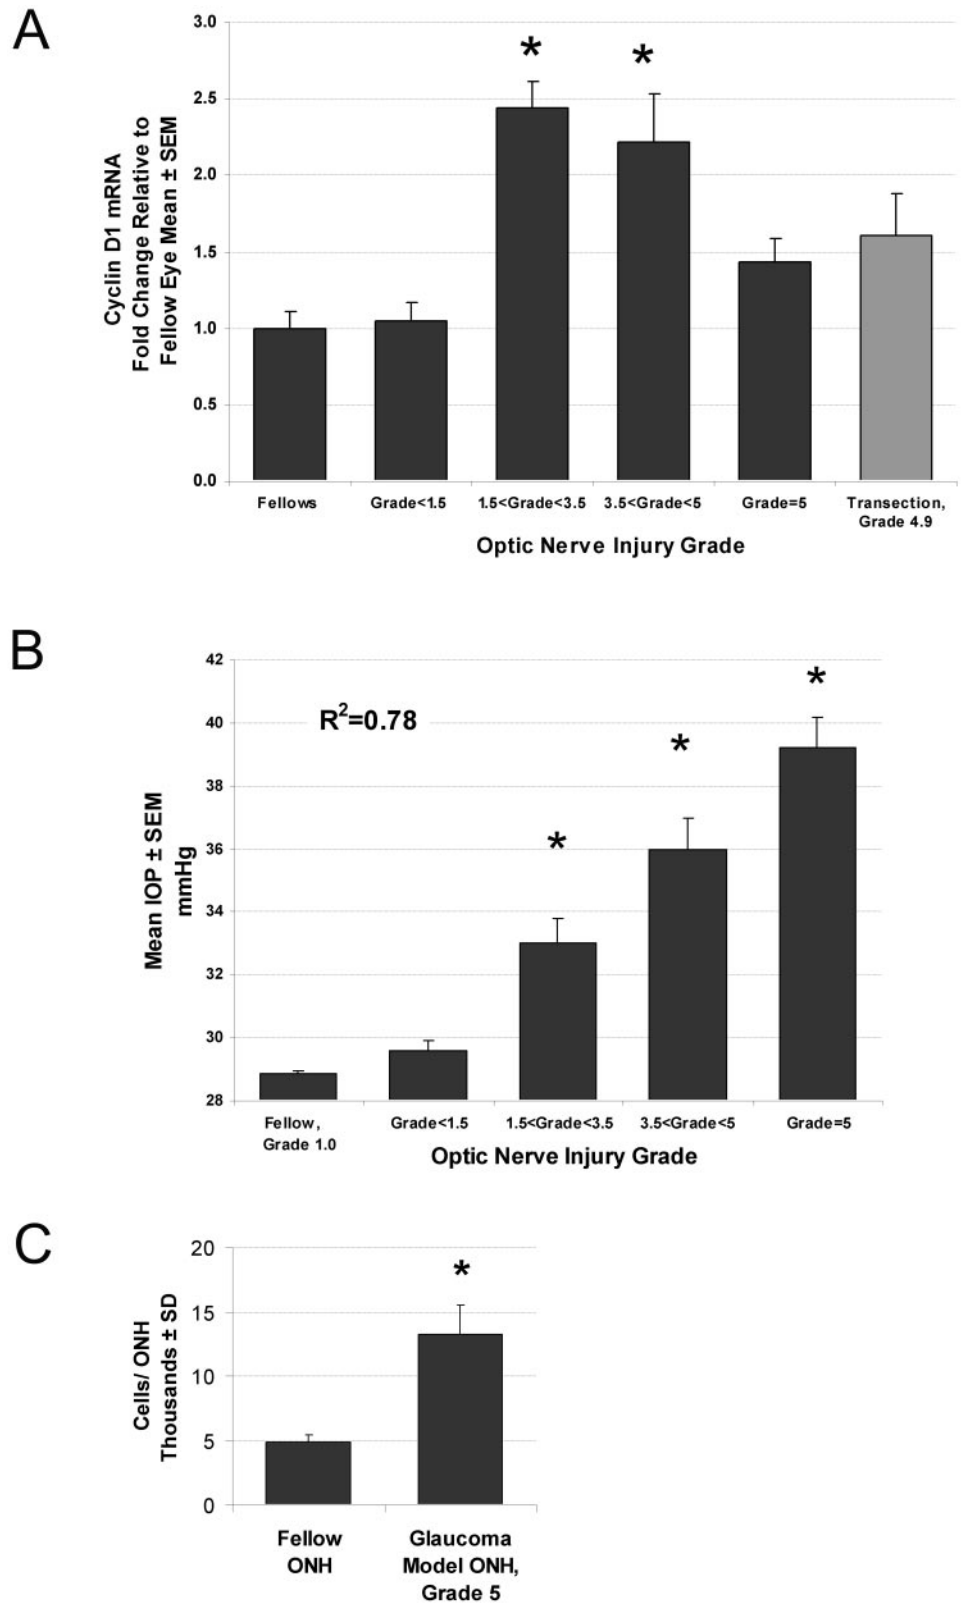 A
3.0
2.5
2.0
1.5
1.0
0.5
0.0
Cyclin D1 mRNA
Fold Change Relative to
Fellow Eye Mean ± SEM
*
*
Fellows
Grade<1.5
1.5<Grade<3.5
3.5<Grade<5
Grade=5
Transection,
Grade 4.9
Optic Nerve Injury Grade
B
42
40
38
36
34
32
30
28
Mean IOP ± SEM
mmHg
R²=0.78
*
*
*
Fellow,
Grade 1.0
Grade<1.5
1.5<Grade<3.5
3.5<Grade<5
Grade=5
Optic Nerve Injury Grade
C
20
15
10
5
0
Cells/ ONH
Thousands ± SD
*
Fellow
ONH
Glaucoma
Model ONH,
Grade 5